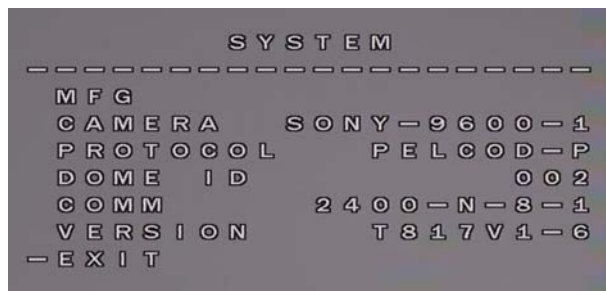 SYSTEM
--------------------
MFG
CAMERA SONY-9600-1
PROTOCOL PELCOD-P
DOME ID 002
COMM 2400-N-8-1
VERSION T817V1-6
-EXIT